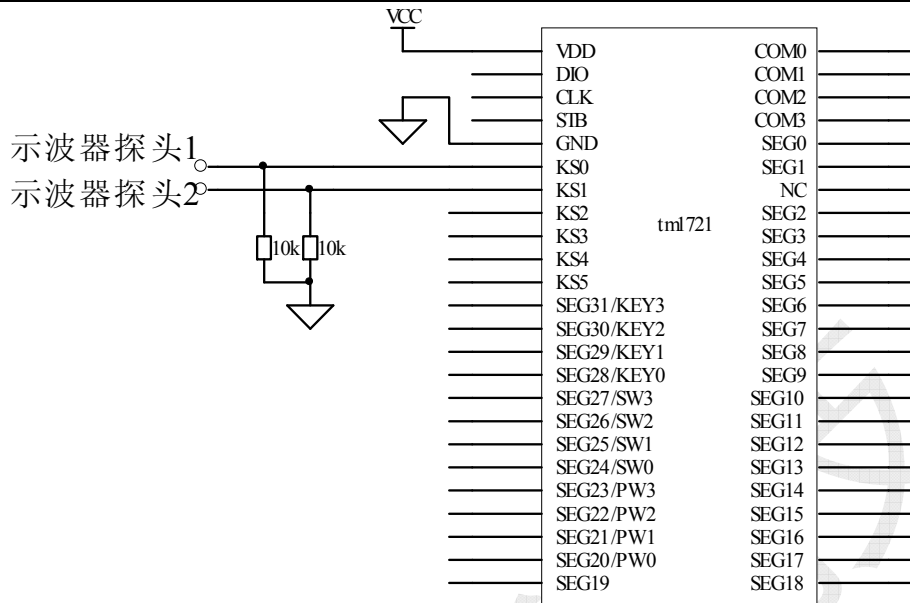 VCC
示波器探头1
示波器探头2
10k
10k
VDD
DIO
CLK
STB
GND
KS0
KS1
KS2
KS3
KS4
KS5
SEG31/KEY3
SEG30/KEY2
SEG29/KEY1
SEG28/KEY0
SEG27/SW3
SEG26/SW2
SEG25/SW1
SEG24/SW0
SEG23/PW3
SEG22/PW2
SEG21/PW1
SEG20/PW0
SEG19
tm1721
COM0
COM1
COM2
COM3
SEG0
SEG1
NC
SEG2
SEG3
SEG4
SEG5
SEG6
SEG7
SEG8
SEG9
SEG10
SEG11
SEG12
SEG13
SEG14
SEG15
SEG16
SEG17
SEG18